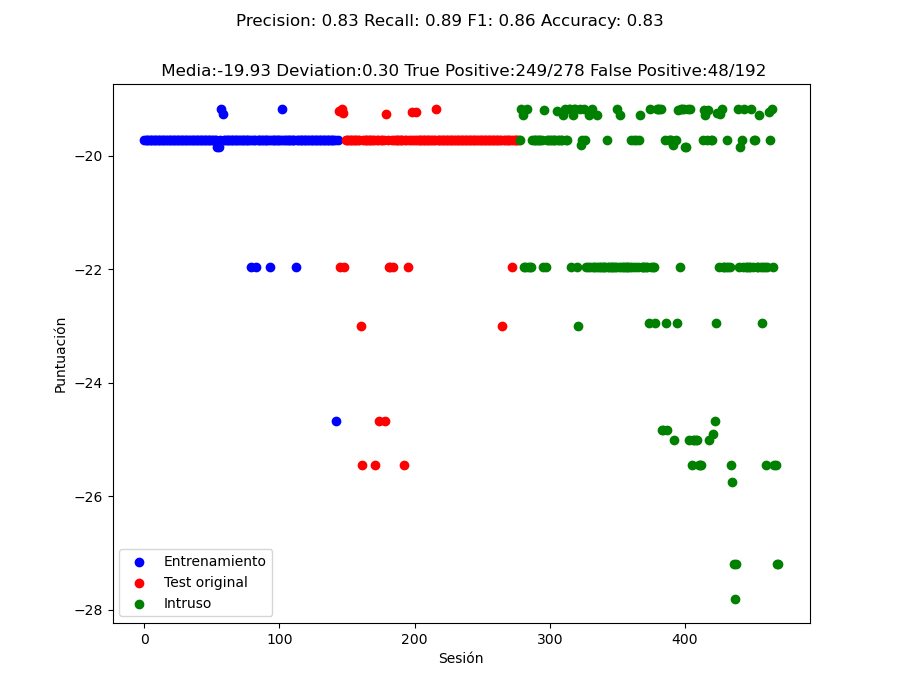 Precision: 0.83 Recall: 0.89 F1: 0.86 Accuracy: 0.83
Media:-19.93 Deviation:0.30 True Positive:249/278 False Positive:48/192
−20
−22
−24
−26
−28
Puntuación
Entrenamiento
Test original
Intruso
0 100 200 300 400
Sesión